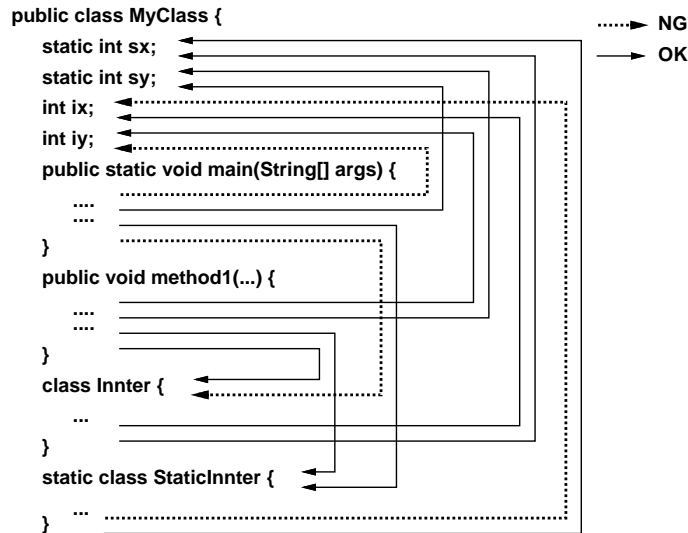 public class MyClass {
NG
static int sx;
OK
static int sy;
int ix;
int iy;
public static void main(String[] args) {
....
....
}
public void method1(...) {
....
....
}
class Innter {
...
}
static class StaticInnter {
...
}